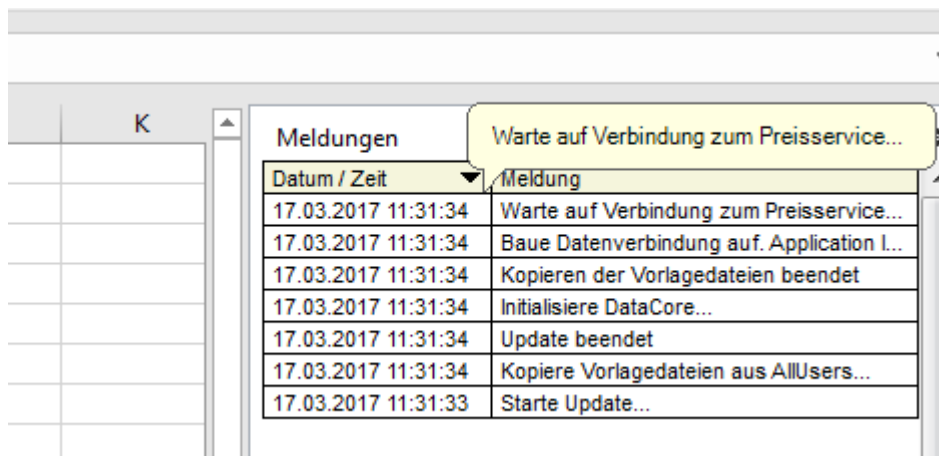 K
Meldungen
Warte auf Verbindung zum Preisservice...
Datum / Zeit Meldung
17.03.2017 11:31:34 Warte auf Verbindung zum Preisservice...
17.03.2017 11:31:34 Baue Datenverbindung auf. Application I...
17.03.2017 11:31:34 Kopieren der Vorlagedateien beendet
17.03.2017 11:31:34 Initialisiere DataCore...
17.03.2017 11:31:34 Update beendet
17.03.2017 11:31:34 Kopiere Vorlagedateien aus AllUsers...
17.03.2017 11:31:33 Starte Update...